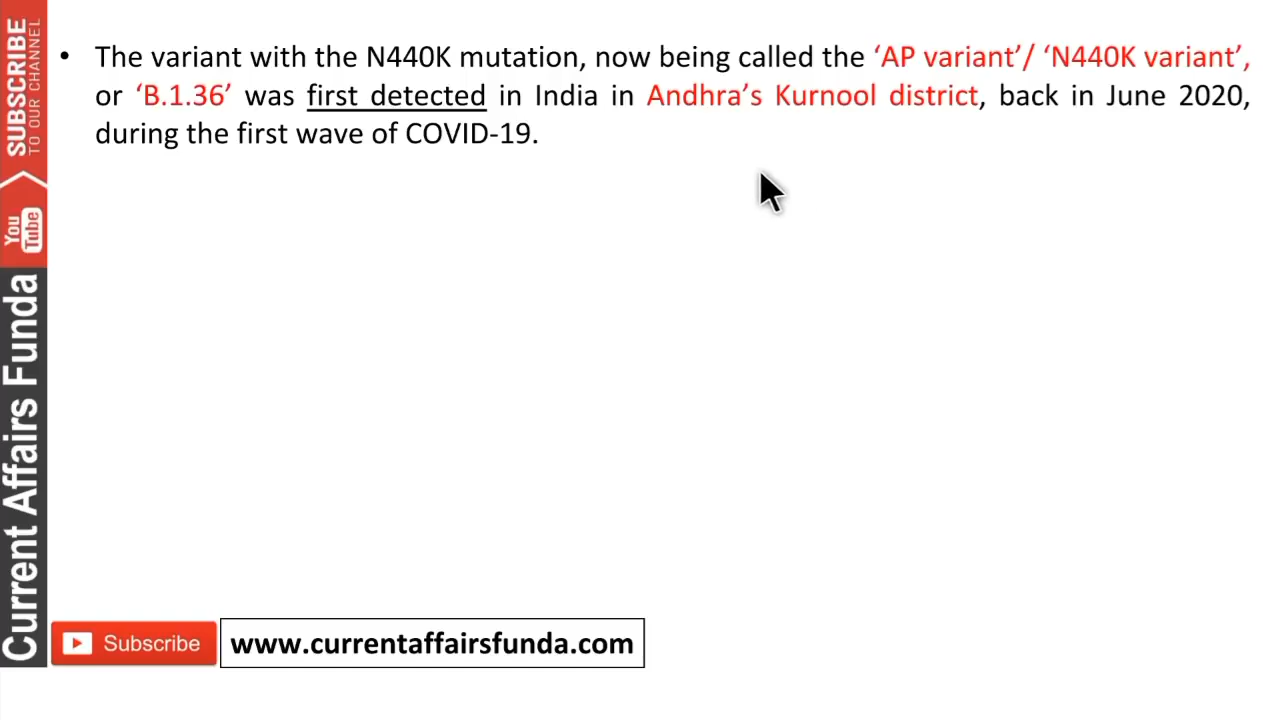 • The variant with the N440K mutation, now being called the ‘AP variant’/ ‘N440K variant’,
or ‘B.1.36’ was first detected in India in Andhra’s Kurnool district, back in June 2020,
during the first wave of COVID-19.
SUBSCRIBE
TO OUR CHANNEL
You
Tube
Current Affairs Funda
Subscribe
www.currentaffairsfunda.com